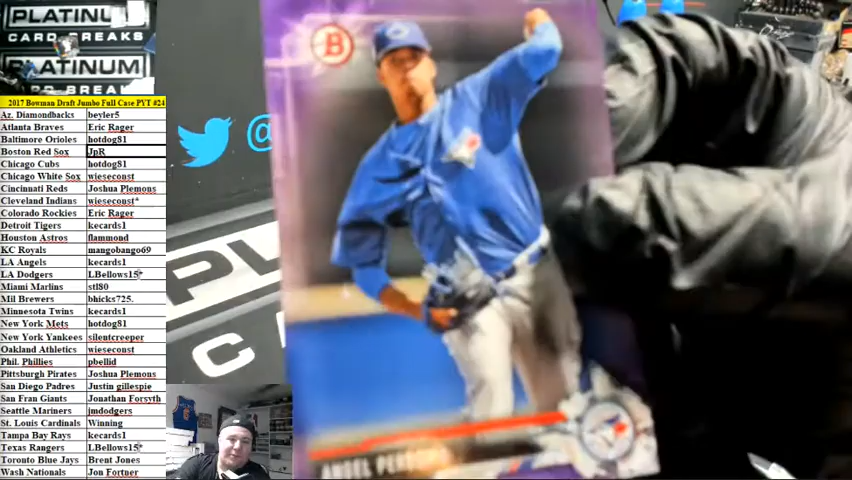 PLATINUM
CARD BREAKS
PLATINUM
2017 Bowman Draft Jumbo Full Case PYT #24
Az. Diamondbacks beyler5
Atlanta Braves Eric Rager
Baltimore Orioles hotdog81
Boston Red Sox JpR
Chicago Cubs hotdog81
Chicago White Sox wieseconst
Cincinnati Reds Joshua Plemons
Cleveland Indians wieseconst*
Colorado Rockies Eric Rager
Detroit Tigers kecards1
Houston Astros flammond
KC Royals mangobango69
LA Angels kecards1
LA Dodgers LBellows15*
Miami Marlins stl80
Mil Brewers bhicks725.
Minnesota Twins kecards1
New York Mets hotdog81
New York Yankees silentcreeper
Oakland Athletics wieseconst
Phil. Phillies pbellid
Pittsburgh Pirates Joshua Plemons
San Diego Padres Justin gillespie
San Fran Giants Jonathan Forsyth
Seattle Mariners jmdodgers
St. Louis Cardinals Winning
Tampa Bay Rays kecards1
Texas Rangers LBellows15*
Toronto Blue Jays Brent Jones
Wash Nationals Jon Fortner
@
B
PL
C
ANGEL